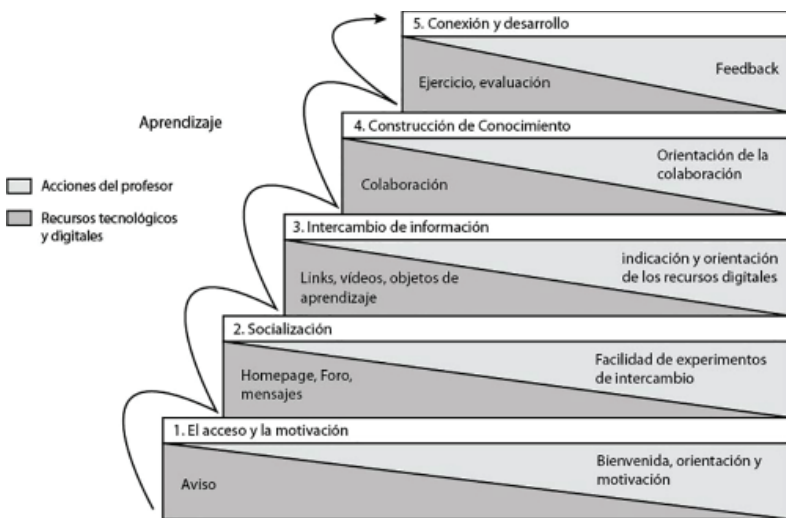 5. Conexión y desarrollo
Feedback
Ejercicio, evaluación
Aprendizaje
4. Construcción de Conocimiento
Orientación de la
colaboración
Colaboración
Acciones del profesor
Recursos tecnológicos
y digitales
3. Intercambio de información
indicación y orientación
de los recursos digitales
Links, vídeos, objetos de
aprendizaje
2. Socialización
Facilidad de experimentos
de intercambio
Homepage, Foro,
mensajes
1. El acceso y la motivación
Bienvenida, orientación y
motivación
Aviso